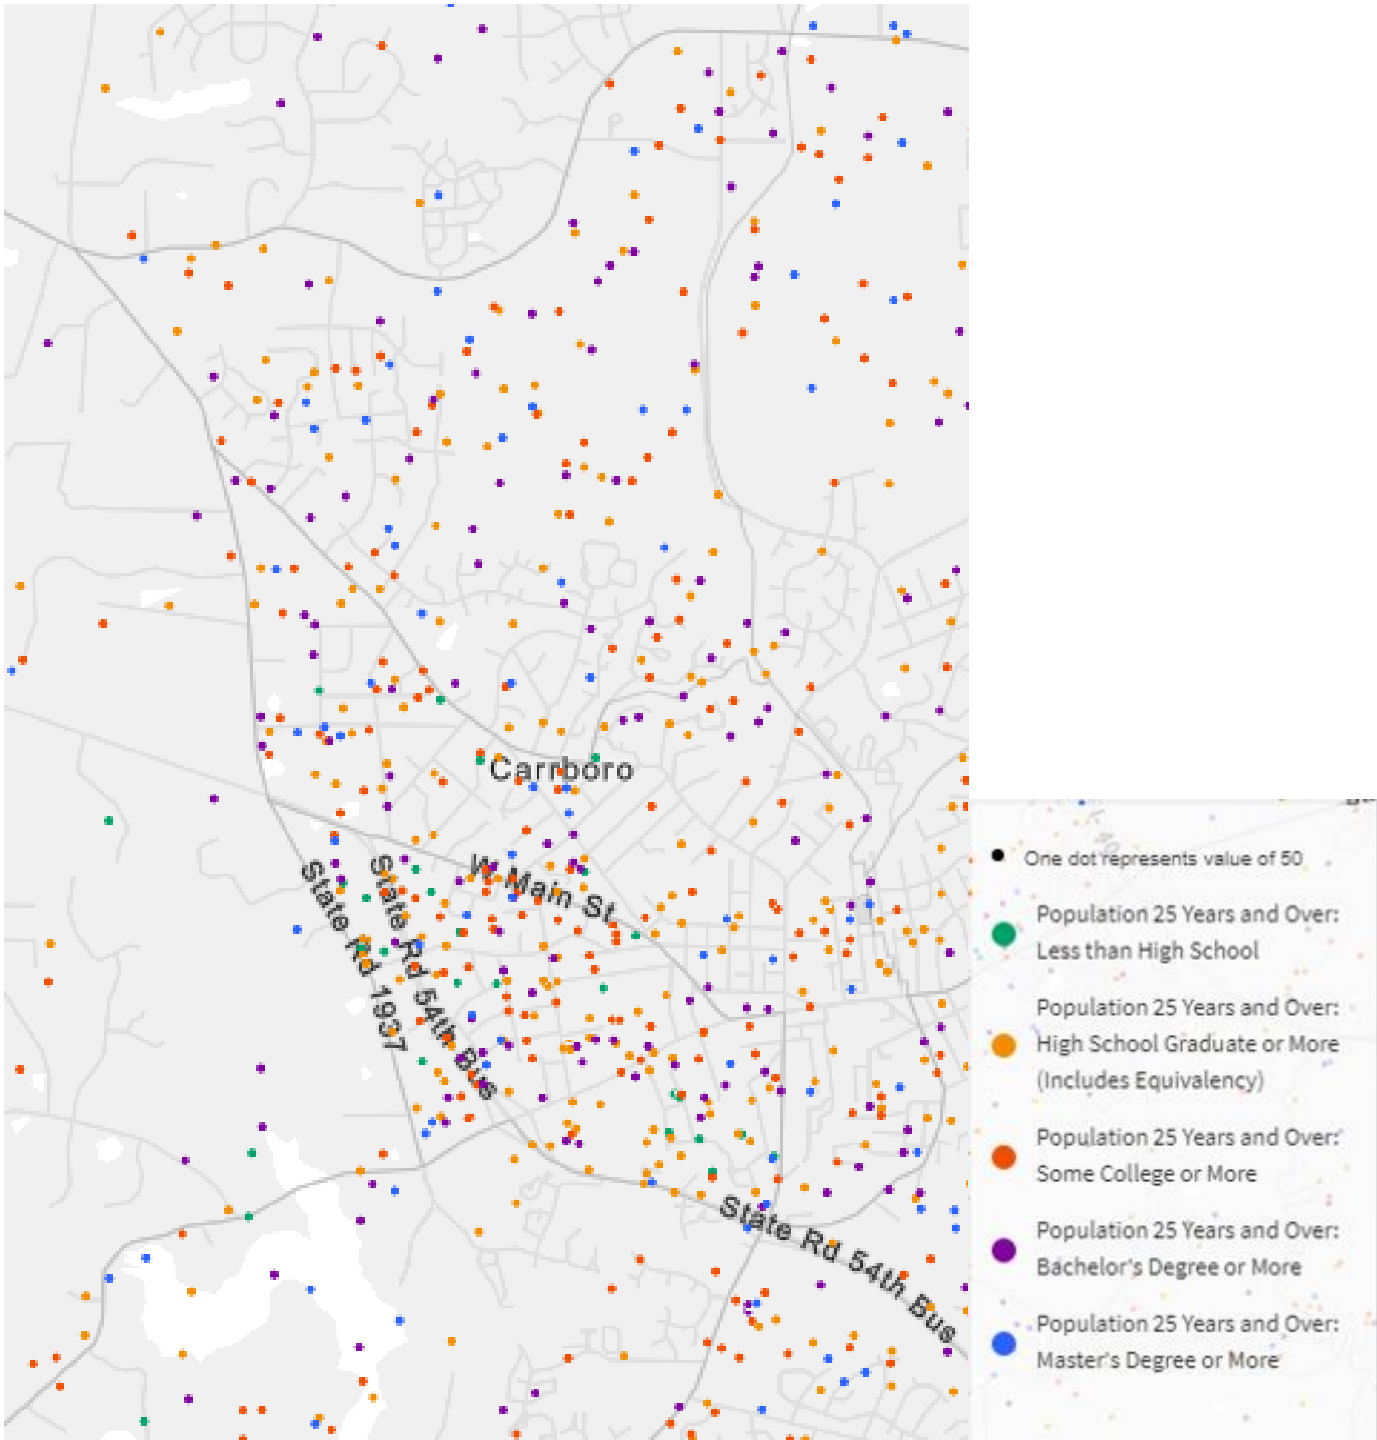 Carrboro
W Main St
State Rd 54th Bus
State Rd 1937
State Rd 54th Bus
One dot represents value of 50
Population 25 Years and Over:
Less than High School
Population 25 Years and Over:
High School Graduate or More
(Includes Equivalency)
Population 25 Years and Over:
Some College or More
Population 25 Years and Over:
Bachelor's Degree or More
Population 25 Years and Over:
Master's Degree or More